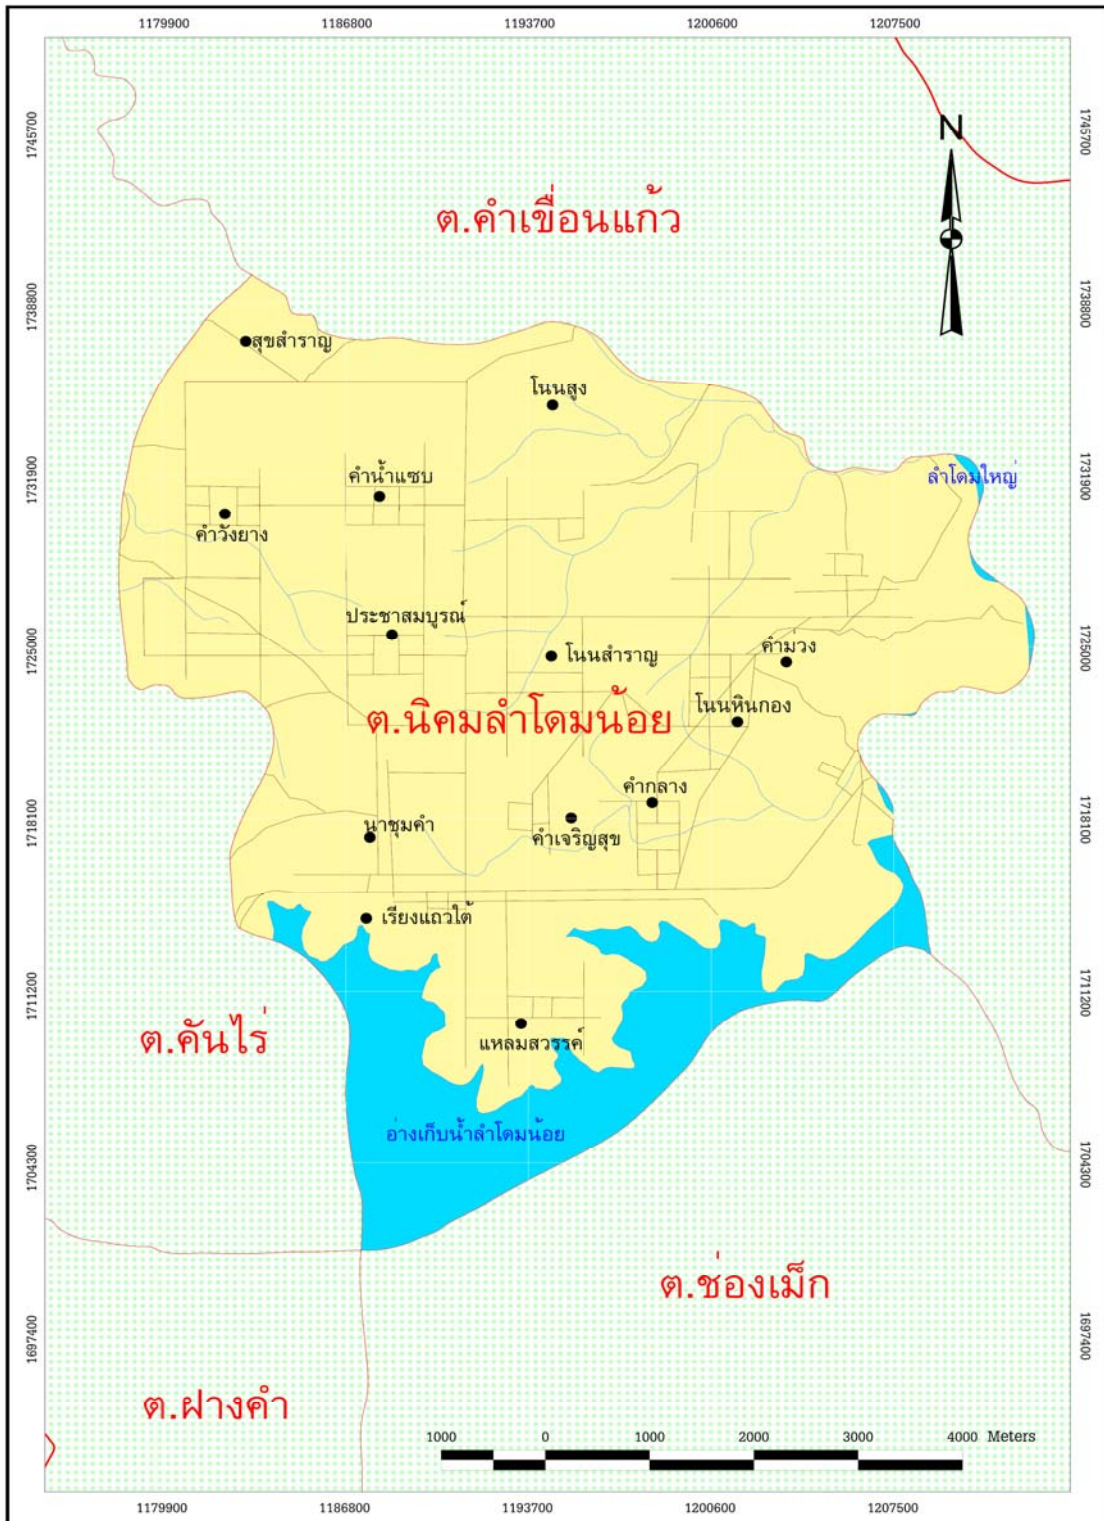 1179900 1186800 1193700 1200600 1207500
N
1745700 1745700
ต.คำเขื่อนแก้ว
1738800 1738800
สุขสำราญ
โนนสูง
1731900 1731900
คำน้ำแซบ
ลำโดมใหญ่
คำวังยาง
ประชาสมบูรณ์
1725000 1725000
โนนสำราญ
คำม่วง
โนนหินกอง
ต.นิคมลำโดมน้อย
คำกลาง
1718100 1718100
นาชุมคำ
คำเจริญสุข
เรียงแถวใต้
1711200 1711200
ต.คันไร่
แหลมสวรรค์
อ่างเก็บน้ำลำโดมน้อย
1704300 1704300
ต.ช่องเม็ก
1697400 1697400
ต.ฝางคำ
1000 0 1000 2000 3000 4000 Meters
1179900 1186800 1193700 1200600 1207500